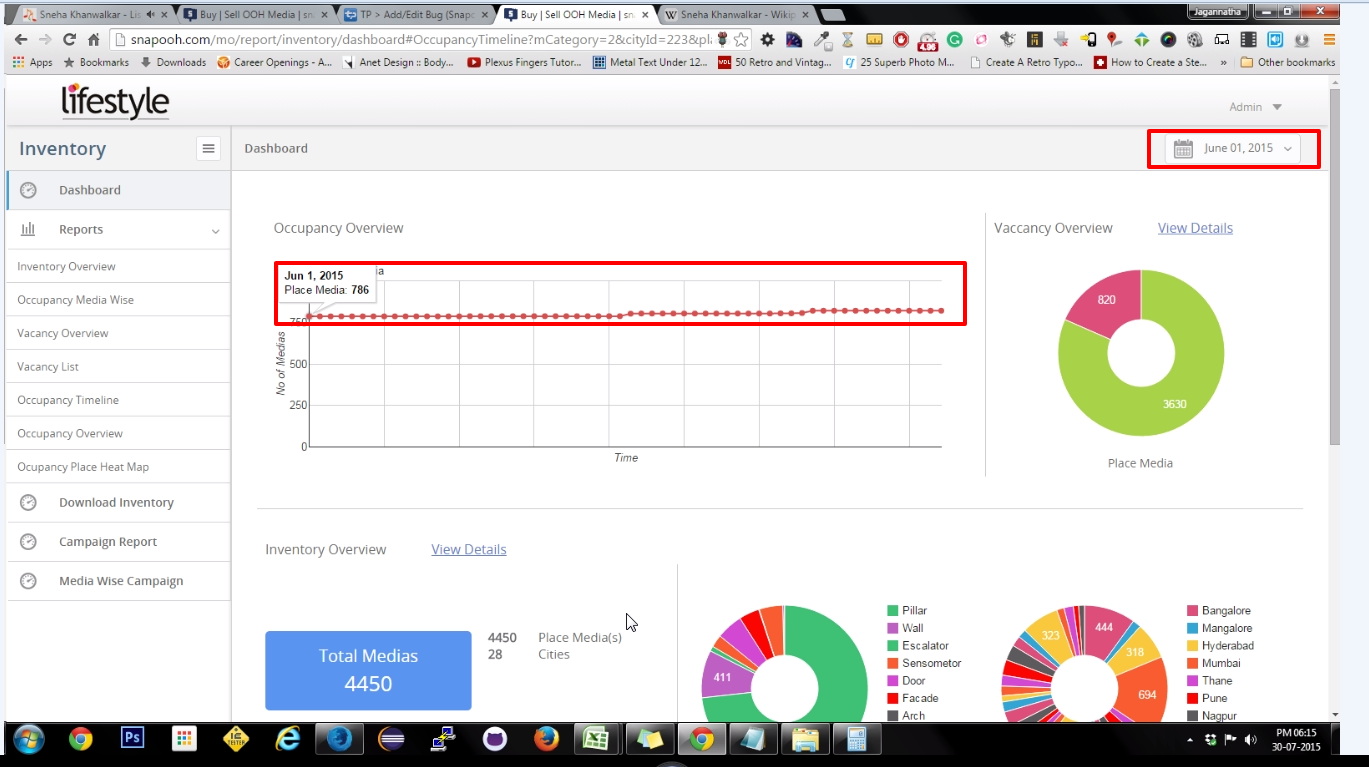 Sneha Khanwalkar - Lis
Buy | Sell OOH Media | sn
TP > Add/Edit Bug (Snapo
Buy | Sell OOH Media | sn
Sneha Khanwalkar - Wikip
Jagannatha
snapooh.com/mo/report/inventory/dashboard#OccupancyTimeline?mCategory=2&cityId=223&pl
4.96
Apps
Bookmarks
Downloads
Career Openings - A...
Anet Design :: Body...
Plexus Fingers Tutor...
Metal Text Under 12...
50 Retro and Vintag...
25 Superb Photo M...
Create A Retro Typo...
How to Create a Ste...
»
Other bookmarks
lifestyle
Admin
Inventory
Dashboard
June 01, 2015
Dashboard
Reports
Inventory Overview
Occupancy Media Wise
Vacancy Overview
Vacancy List
Occupancy Timeline
Occupancy Overview
Ocupancy Place Heat Map
Download Inventory
Campaign Report
Media Wise Campaign
Occupancy Overview
Jun 1, 2015
Place Media: 786
ia
750
500
250
0
No of Medias
Time
Vaccancy Overview
View Details
820
3630
Place Media
Inventory Overview
View Details
Total Medias
4450
4450 Place Media(s)
28 Cities
411
Pillar
Wall
Escalator
Sensometor
Door
Facade
Arch
323
444
318
694
Bangalore
Mangalore
Hyderabad
Mumbai
Thane
Pune
Nagpur
Ps
PM 06:15
30-07-2015